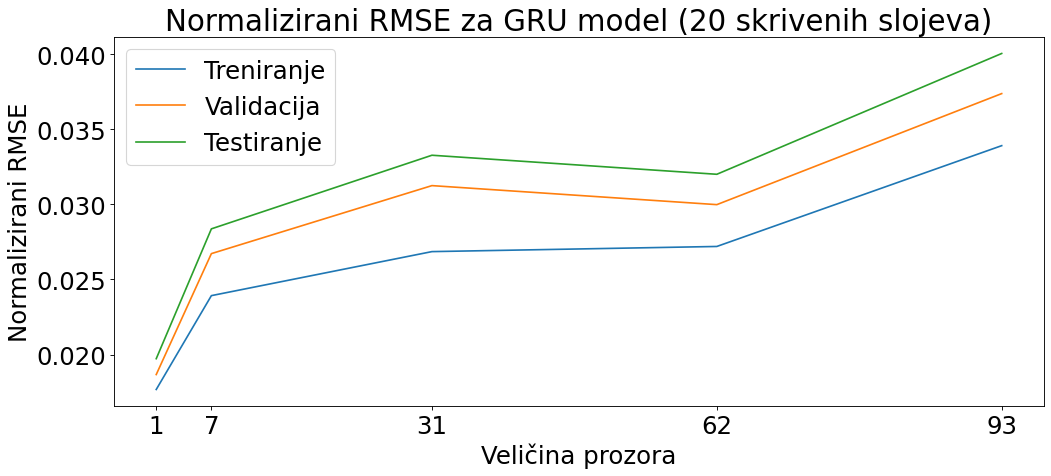 Normalizirani RMSE za GRU model (20 skrivenih slojeva)
Treniranje
Validacija
Testiranje
Normalizirani RMSE
0.040
0.035
0.030
0.025
0.020
1 7 31 62 93
Veličina prozora